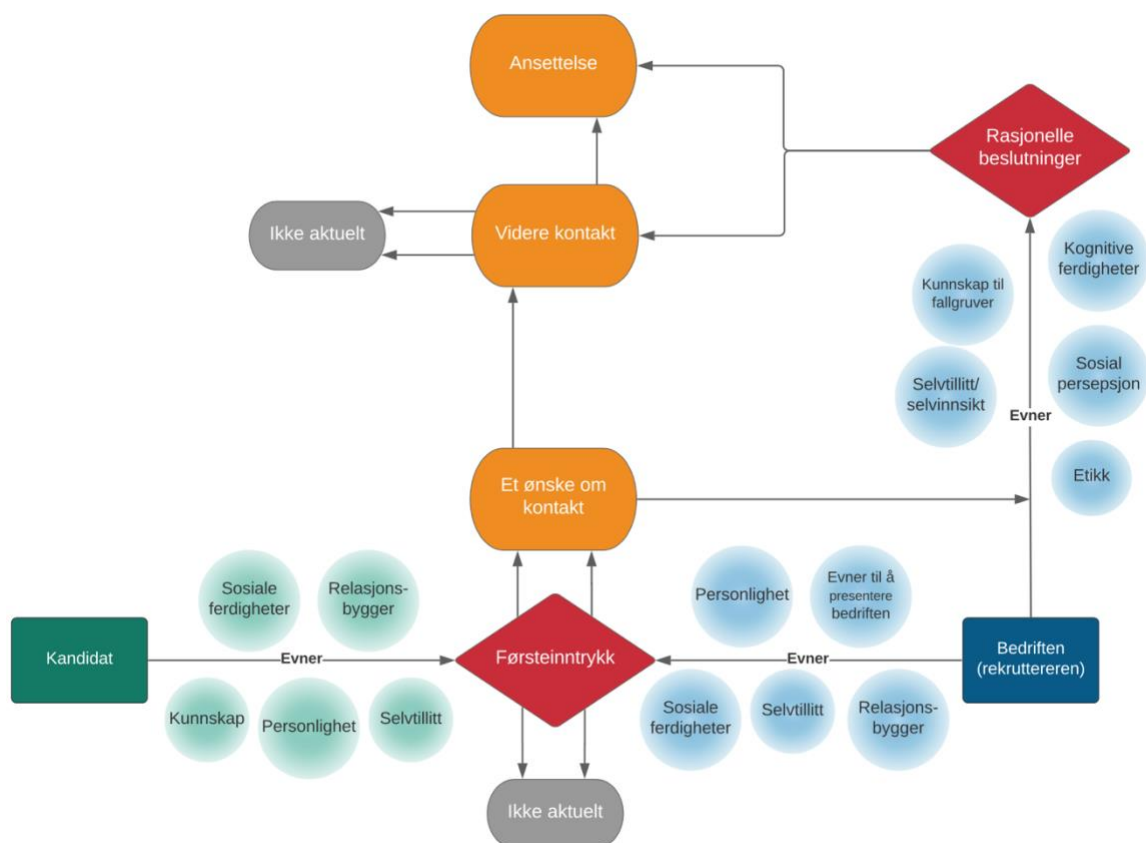 Ansettelse
Rasjonelle
beslutninger
Ikke aktuelt
Videre kontakt
Kognitive
ferdigheter
Kunnskap til
fallgruver
Sosial
persepsjon
Selvtillitt/
selvinnsikt
Evner
Etikk
Et ønske om
kontakt
Sosiale
ferdigheter
Relasjons-
bygger
Personlighet
Evner til å
presentere
bedriften
Kandidat
Evner
Førsteinntrykk
Evner
Bedriften
(rekruttereren)
Kunnskap
Personlighet
Selvtillitt
Sosiale
ferdigheter
Selvtillitt
Relasjons-
bygger
Ikke aktuelt